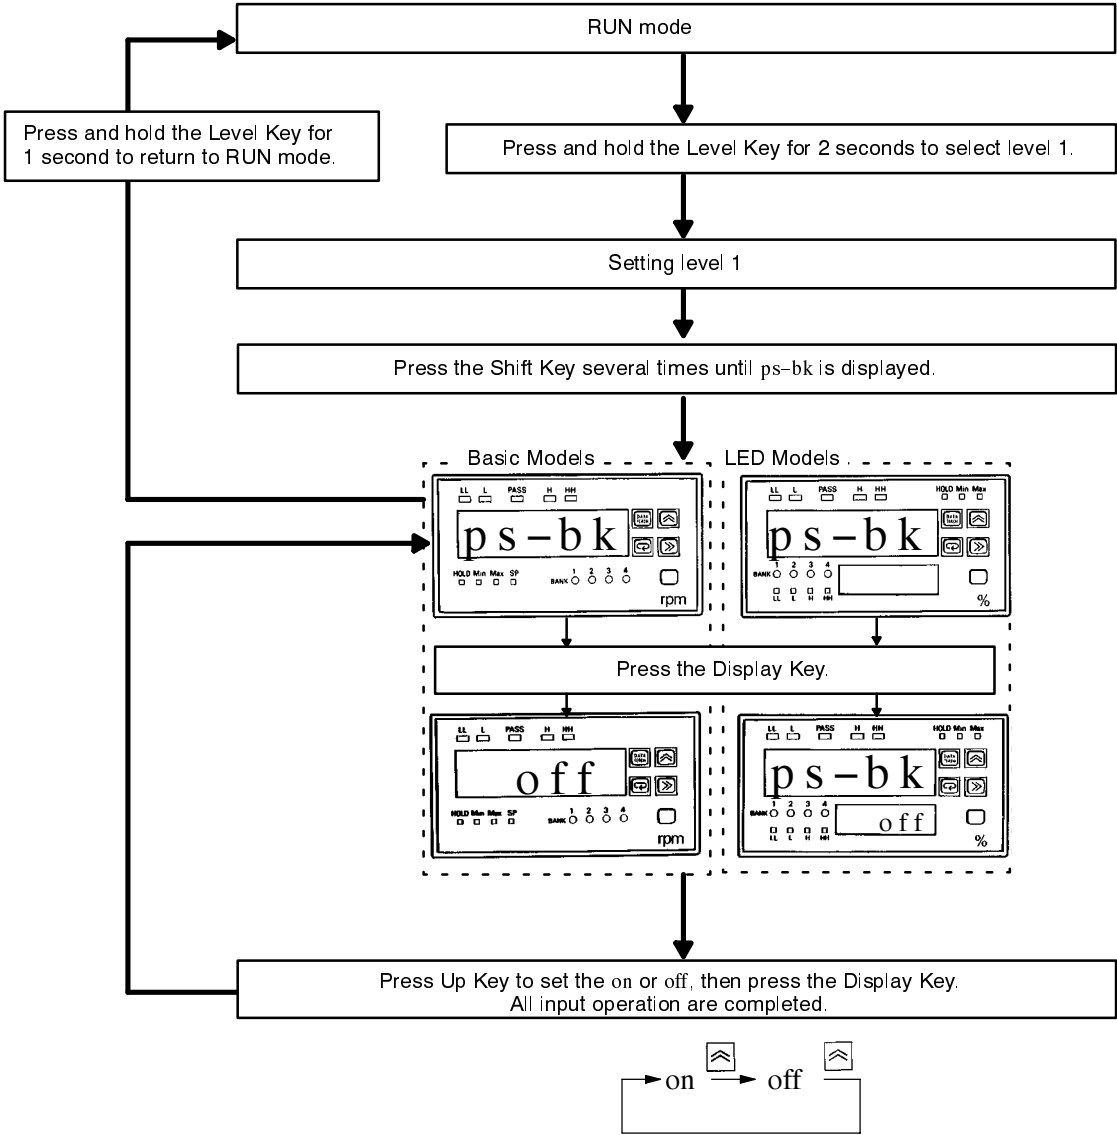 RUN mode
Press and hold the Level Key for
1 second to return to RUN mode.
Press and hold the Level Key for 2 seconds to select level 1.
Setting level 1
Press the Shift Key several times until ps–bk is displayed.
Basic Models
LED Models
LL L PASS H HH
ps–bk
HOLD Min Max SP
BANK 1 2 3 4
rpm
LL L PASS H HH
HOLD Min Max
ps–bk
BANK 1 2 3 4
LL L H HH
%
Press the Display Key.
LL L PASS H HH
off
HOLD Min Max SP
BANK 1 2 3 4
rpm
LL L PASS H HH
HOLD Min Max
ps–bk
BANK 1 2 3 4
off
LL L H HH
%
Press Up Key to set the on or off, then press the Display Key.
All input operation are completed.
on off